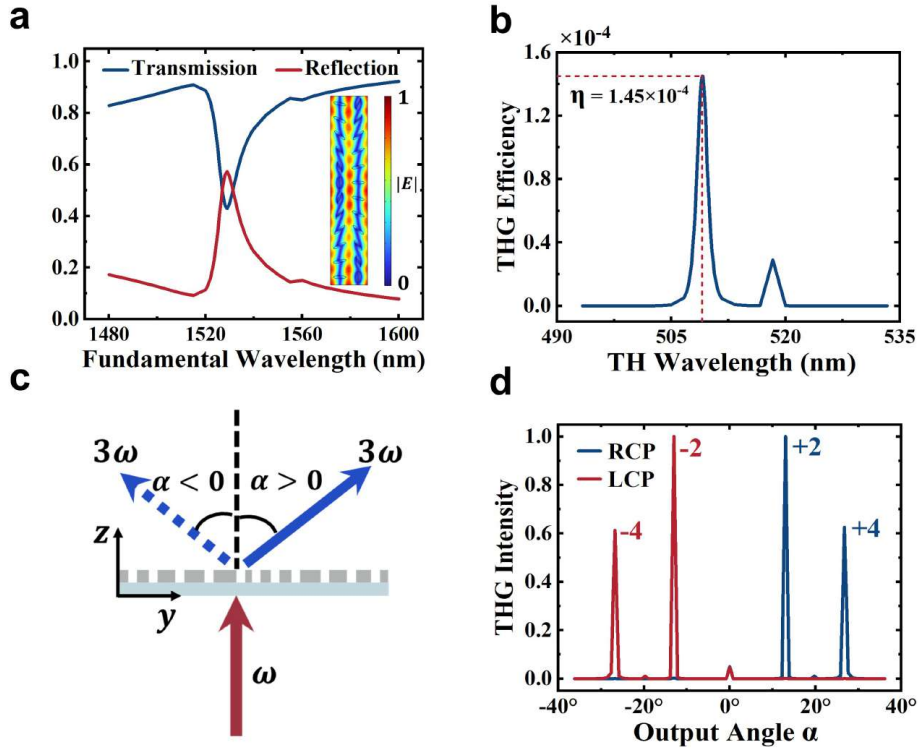 a
Transmission Reflection
1.0
0.8
0.6
0.4
0.2
0.0
1480 1520 1560 1600
Fundamental Wavelength (nm)
1
|E|
0
b
×10⁻⁴
1.6
1.2
0.8
0.4
0.0
η = 1.45×10⁻⁴
THG Efficiency
490 505 520 535
TH Wavelength (nm)
c
3ω 3ω
α < 0 α > 0
z
y
ω
d
1.0
0.8
0.6
0.4
0.2
0.0
THG Intensity
RCP
LCP
-2 +2
-4 +4
-40° -20° 0° 20° 40°
Output Angle α